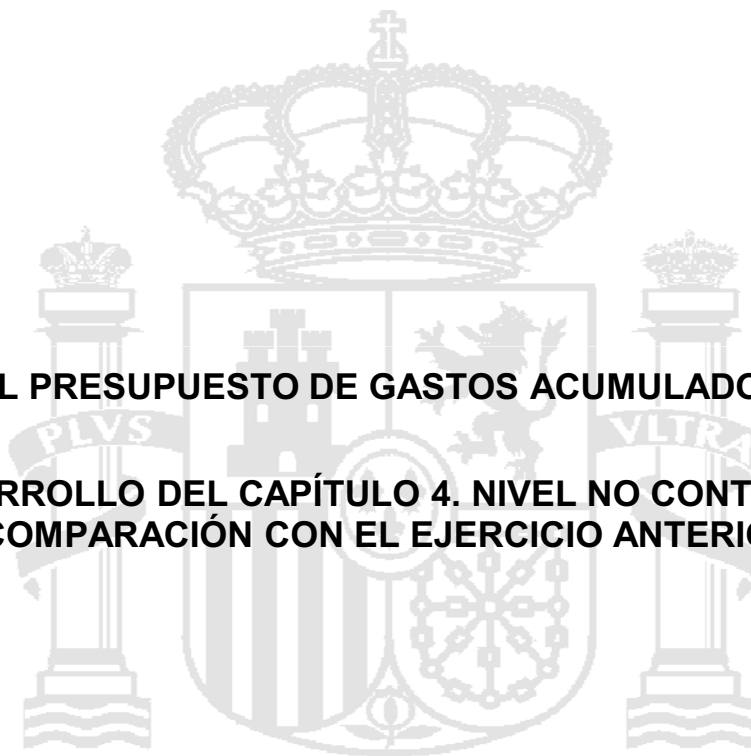 L PRESUPUESTO DE GASTOS ACUMULADO
PLVS
VLTRA
RROLLO DEL CAPÍTULO 4. NIVEL NO CONT
COMPARACIÓN CON EL EJERCICIO ANTERI